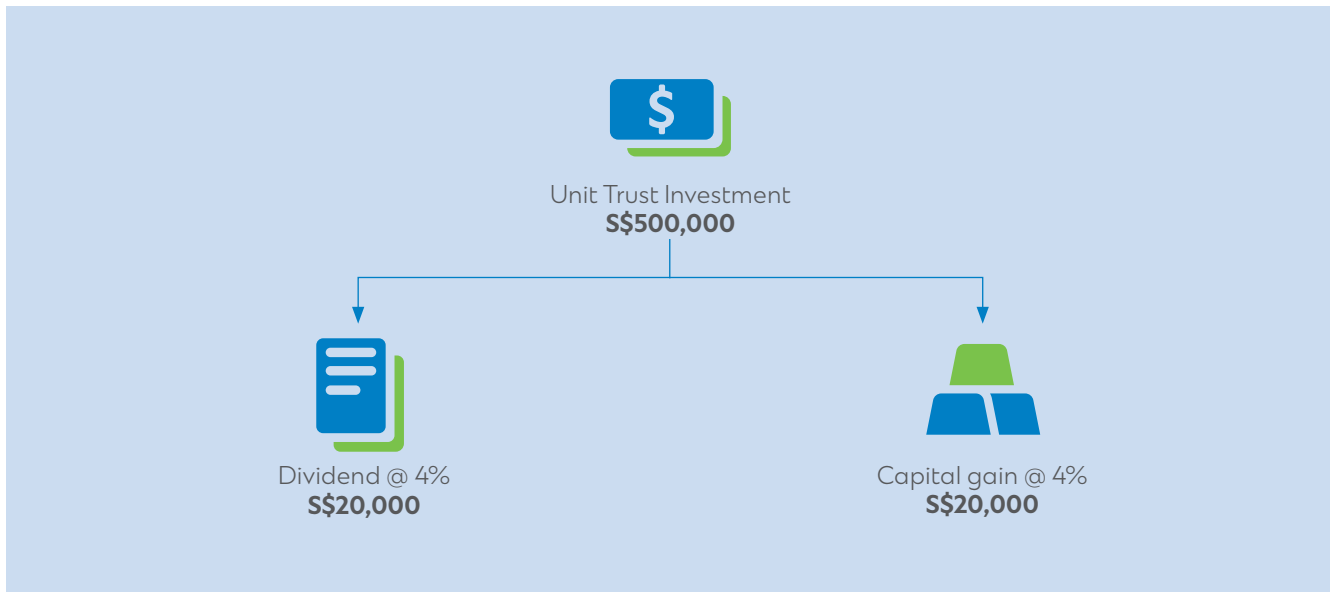 $
Unit Trust Investment
S$500,000
Dividend @ 4%
S$20,000
Capital gain @ 4%
S$20,000